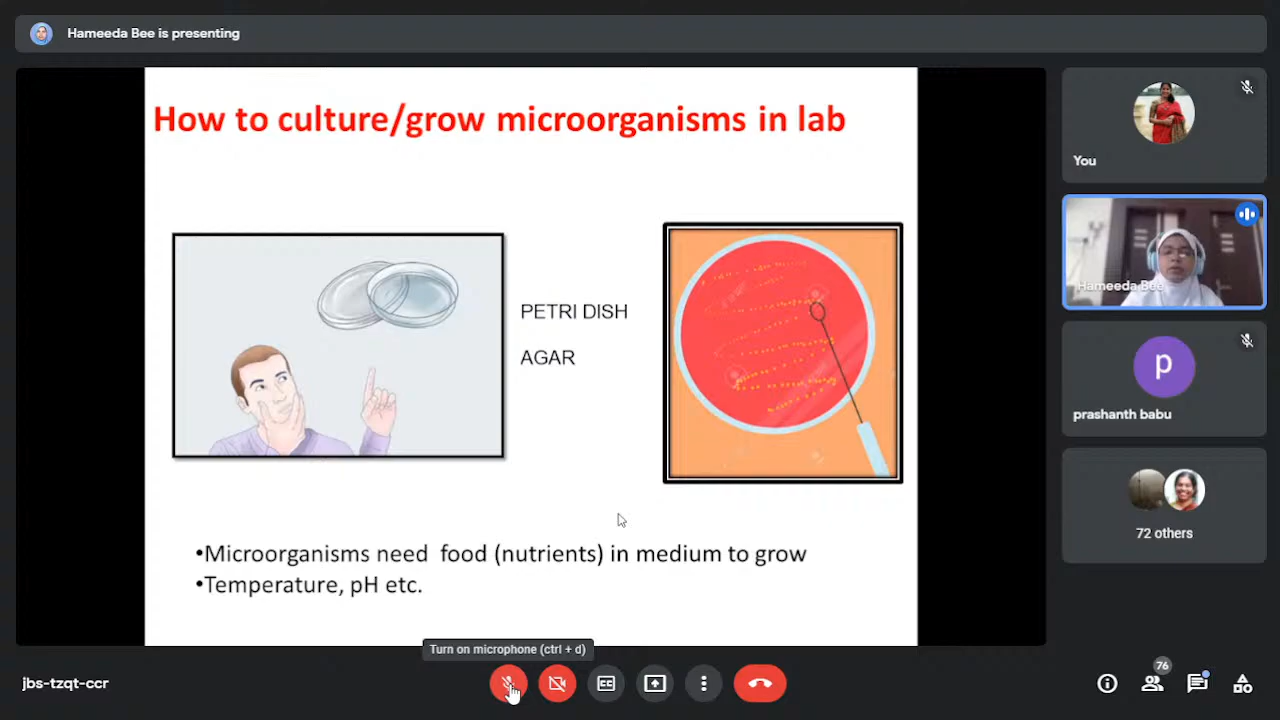 Hameeda Bee is presenting
How to culture/grow microorganisms in lab
PETRI DISH
AGAR
•Microorganisms need food (nutrients) in medium to grow
•Temperature, pH etc.
You
Hameeda Bee
p
prashanth babu
72 others
Turn on microphone (ctrl + d)
jbs-tzqt-ccr
CC
76